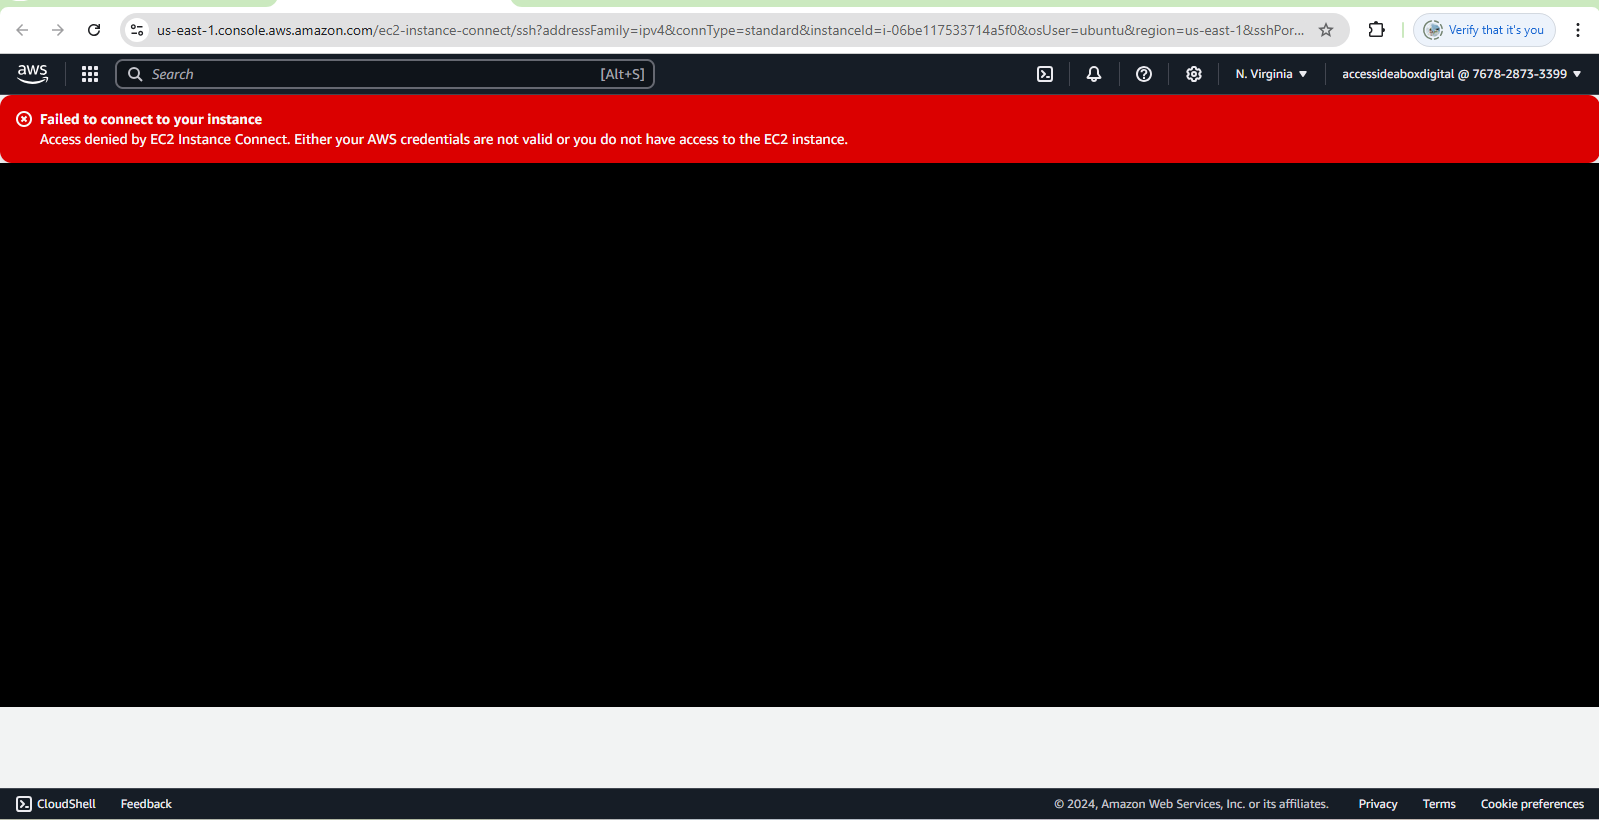 us-east-1.console.aws.amazon.com/ec2-instance-connect/ssh?addressFamily=ipv4&connType=standard&instanceId=i-06be117533714a5f0&osUser=ubuntu&region=us-east-1&sshPor...
Verify that it's you
aws
Search
[Alt+S]
N. Virginia
accessideaboxdigital @ 7678-2873-3399
Failed to connect to your instance
Access denied by EC2 Instance Connect. Either your AWS credentials are not valid or you do not have access to the EC2 instance.
CloudShell
Feedback
© 2024, Amazon Web Services, Inc. or its affiliates.
Privacy
Terms
Cookie preferences